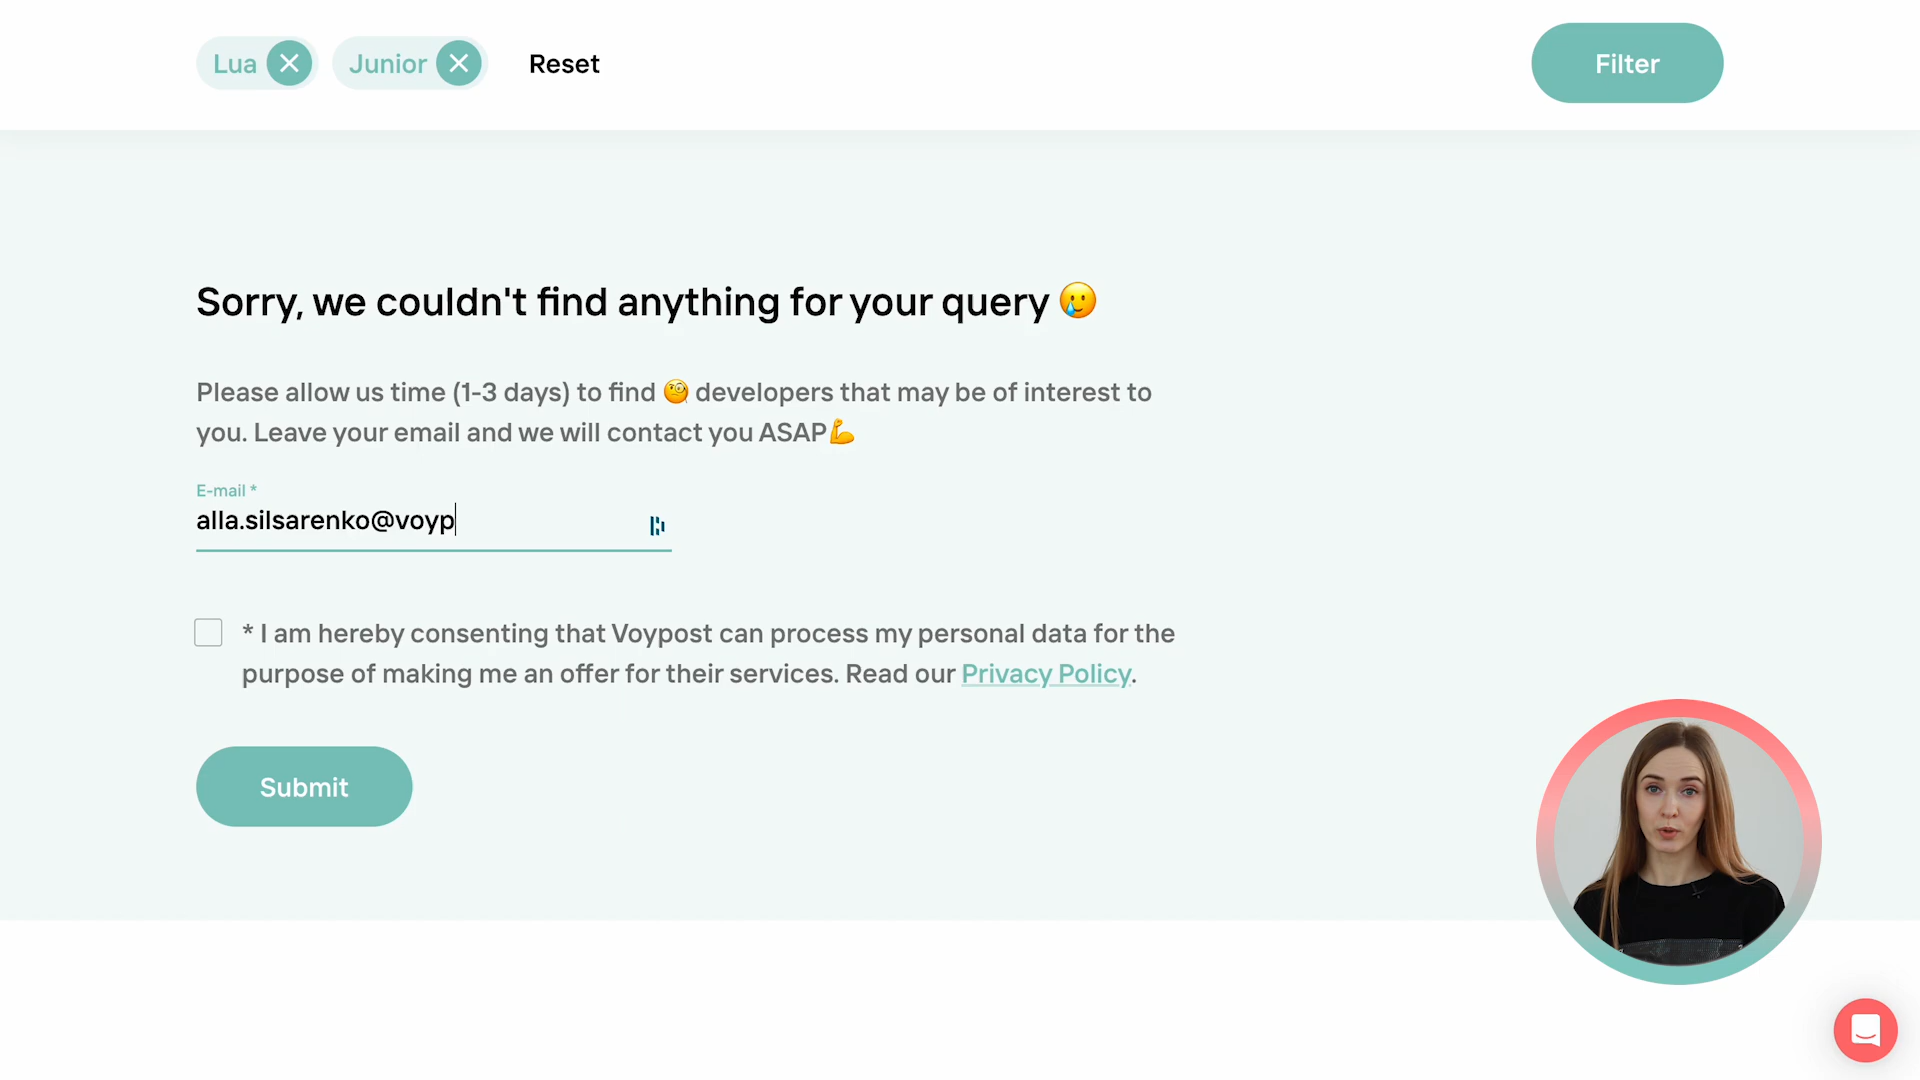 Lua
Junior
Reset
Filter
Sorry, we couldn't find anything for your query 🥲
Please allow us time (1-3 days) to find 🧐 developers that may be of interest to
you. Leave your email and we will contact you ASAP💪
E-mail *
alla.silsarenko@voyp
* I am hereby consenting that Voypost can process my personal data for the
purpose of making me an offer for their services. Read our Privacy Policy.
Submit